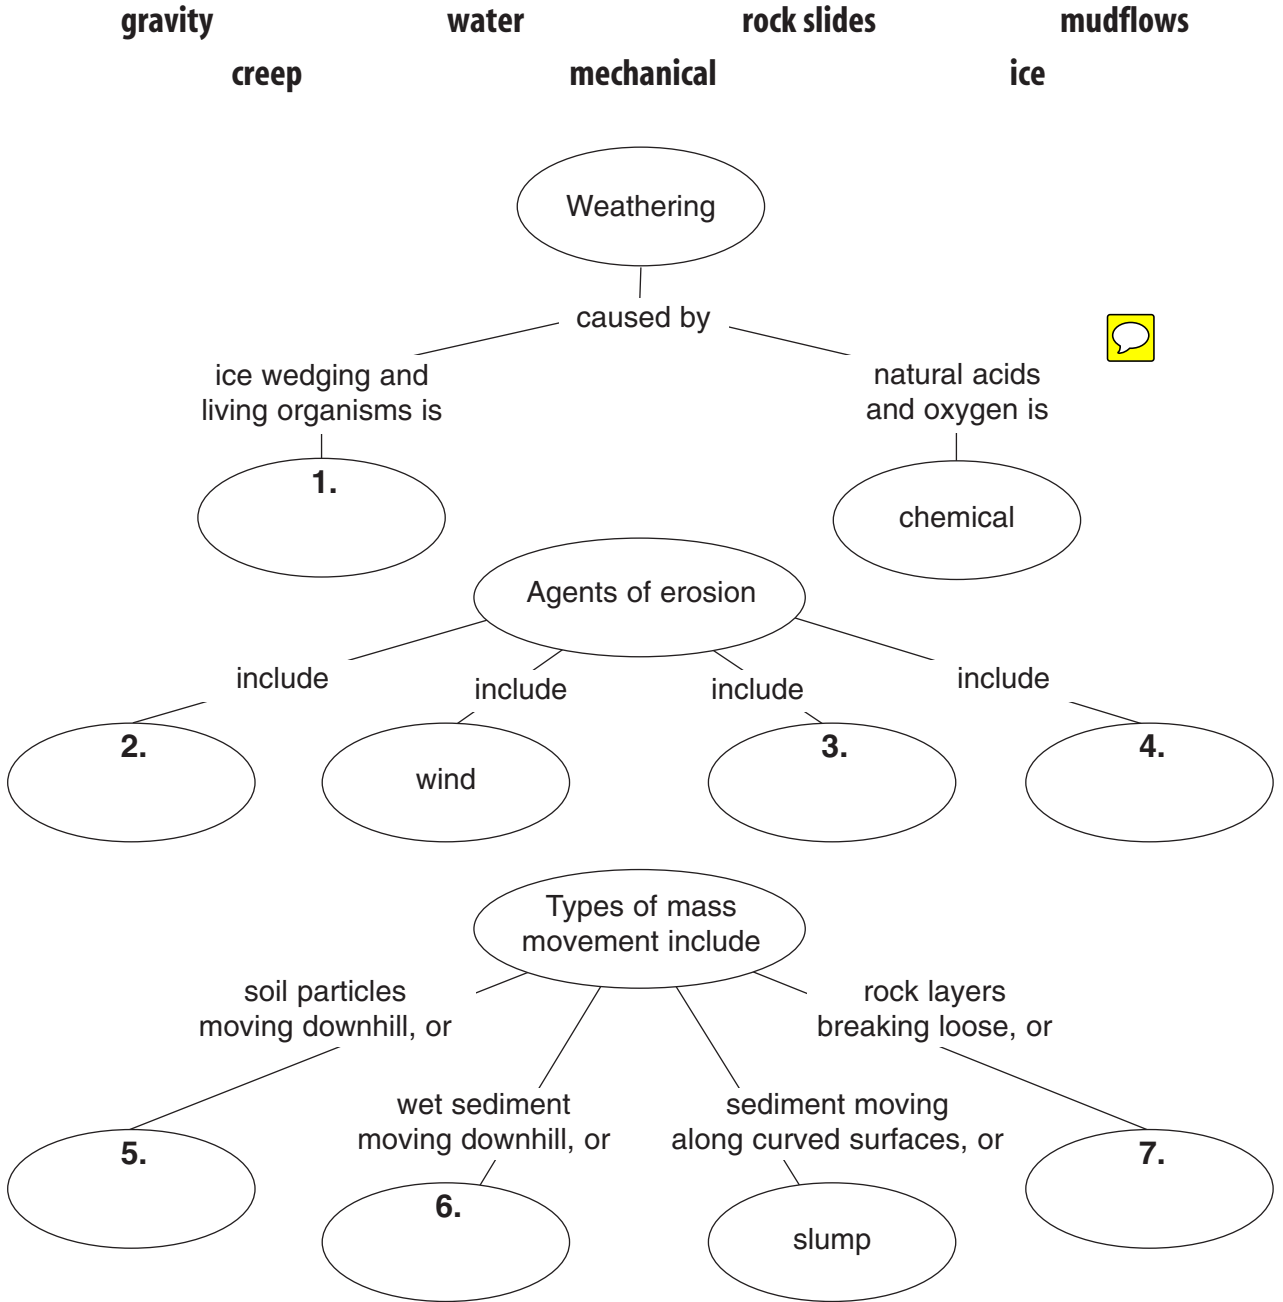 gravity water rock slides mudflows
creep mechanical ice
Weathering
caused by
ice wedging and
living organisms is
natural acids
and oxygen is
1.
chemical
Agents of erosion
include
include
include
include
2.
wind
3.
4.
Types of mass
movement include
soil particles
moving downhill, or
rock layers
breaking loose, or
wet sediment
moving downhill, or
sediment moving
along curved surfaces, or
5.
6.
slump
7.